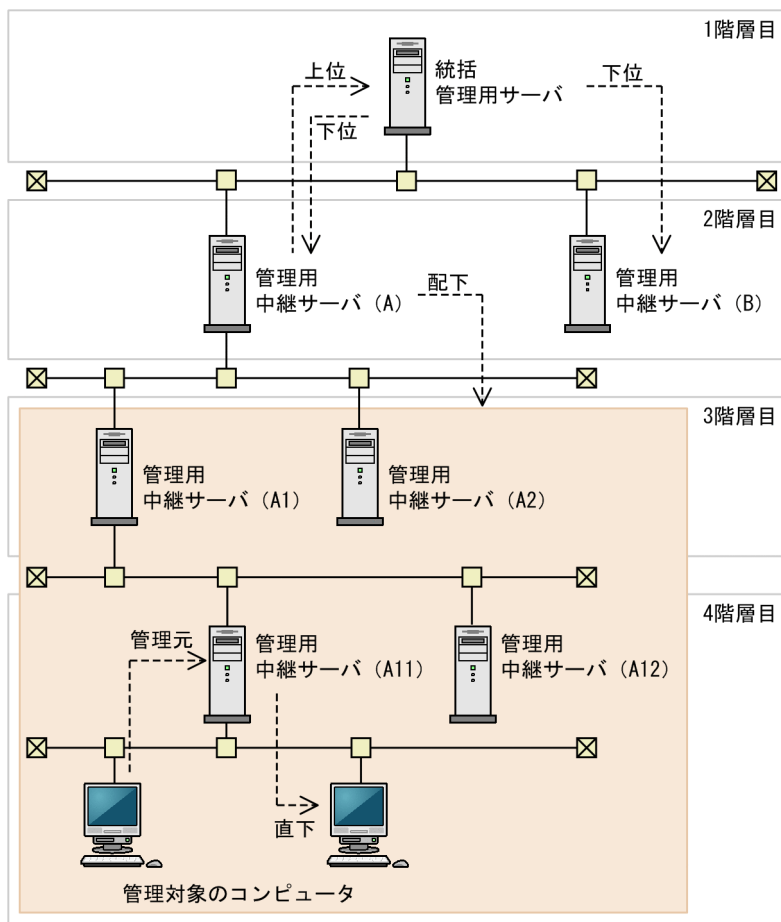 1階層目
上位
統括
管理用サーバ
下位
下位
2階層目
管理用
中継サーバ（A）
配下
管理用
中継サーバ（B）
3階層目
管理用
中継サーバ（A1）
管理用
中継サーバ（A2）
4階層目
管理元
管理用
中継サーバ（A11）
管理用
中継サーバ（A12）
直下
管理対象のコンピュータ